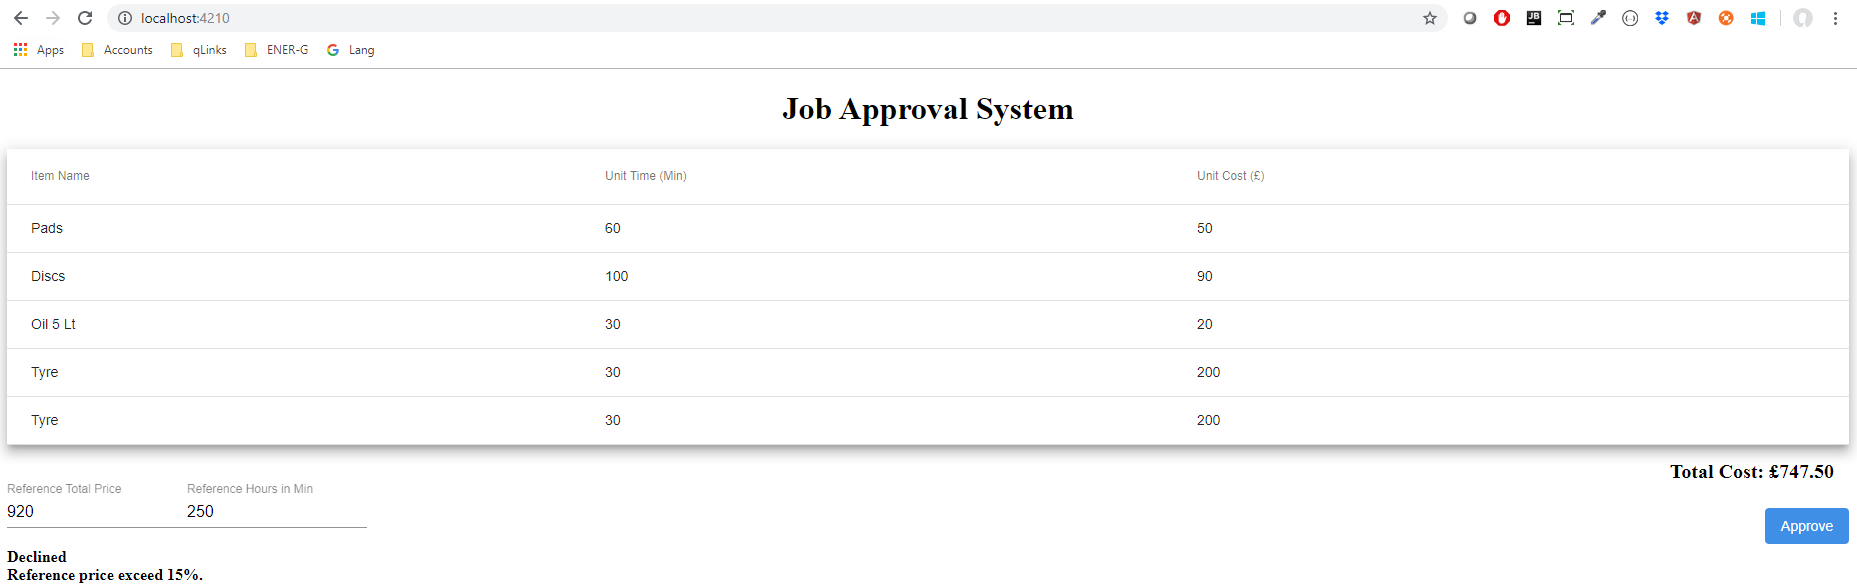 localhost:4210
Apps Accounts qLinks ENER-G Lang
Job Approval System
Item Name Unit Time (Min) Unit Cost (£)
Pads 60 50
Discs 100 90
Oil 5 Lt 30 20
Tyre 30 200
Tyre 30 200
Total Cost: £747.50
Reference Total Price Reference Hours in Min
920 250
Approve
Declined
Reference price exceed 15%.